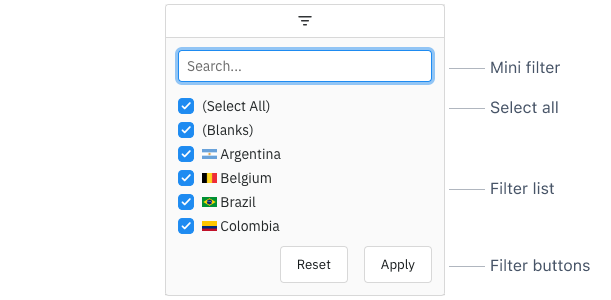 Search...
Mini filter
(Select All)
Select all
(Blanks)
Argentina
Belgium
Filter list
Brazil
Colombia
Reset
Apply
Filter buttons